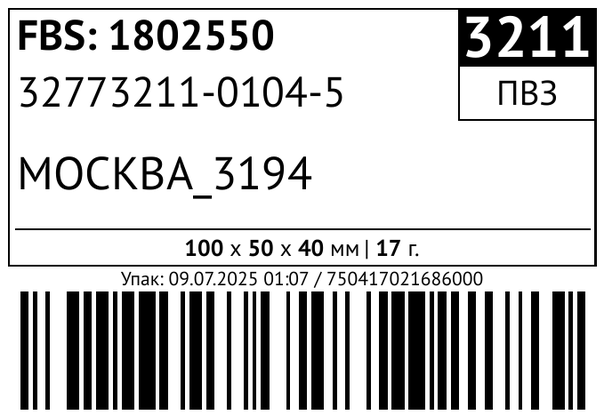 FBS: 1802550
3211
32773211-0104-5
ПВЗ
МОСКВА_3194
100 x 50 x 40 мм | 17 г.
Упак: 09.07.2025 01:07 / 750417021686000